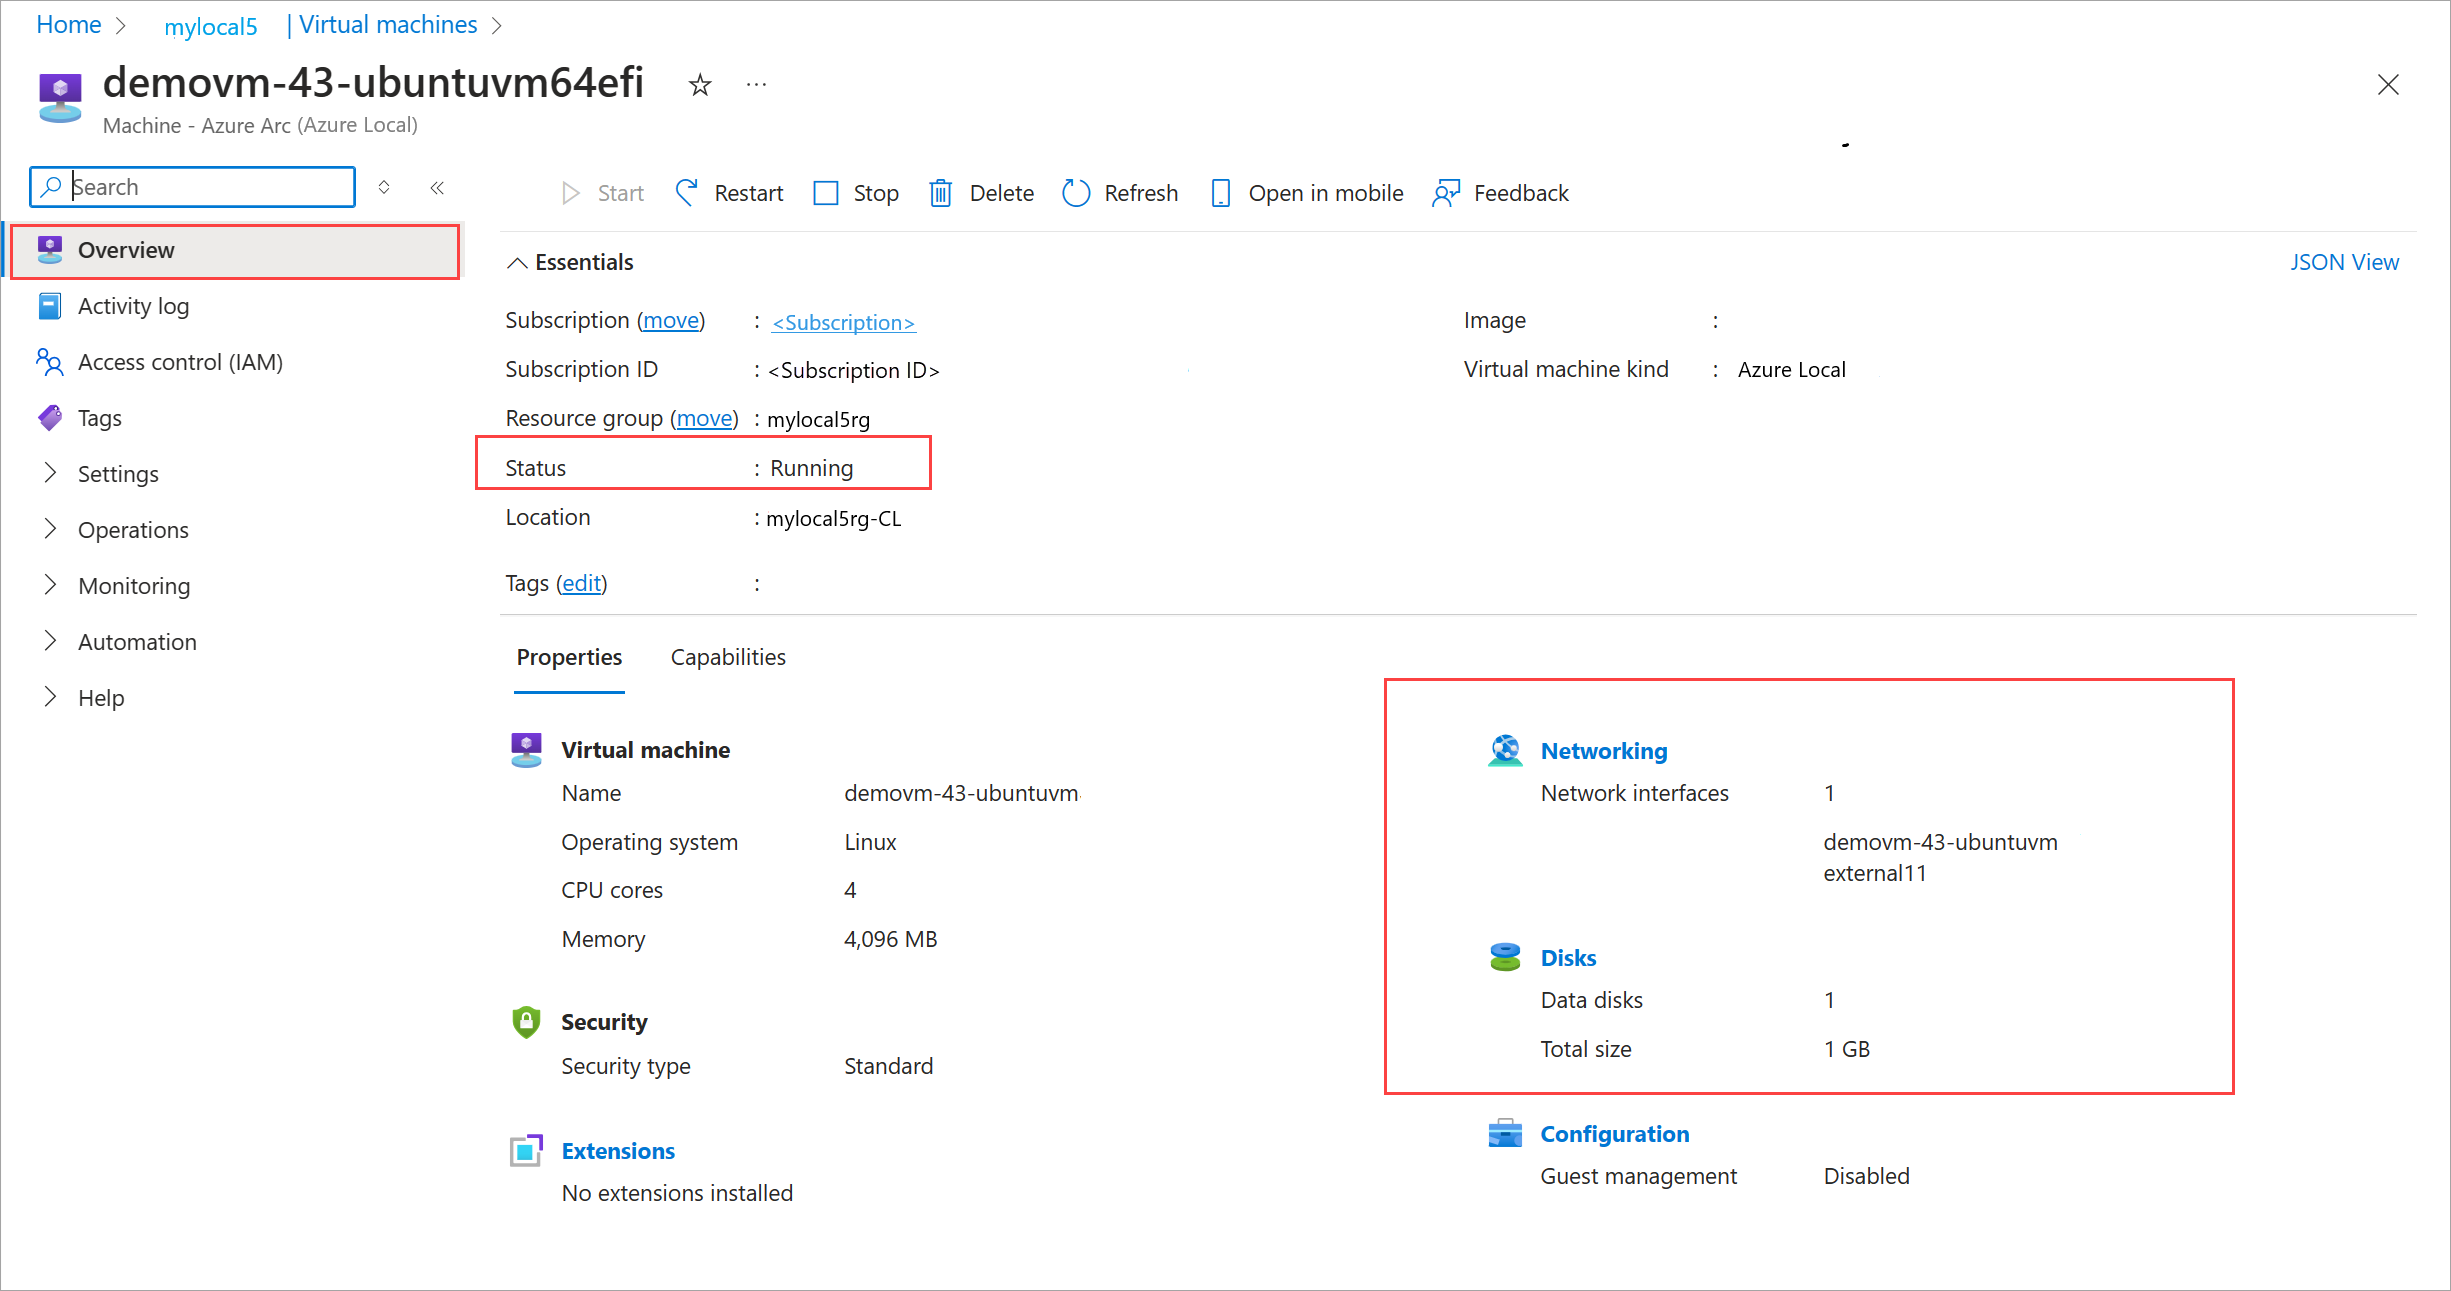 Home > mylocal5 | Virtual machines >
demovm-43-ubuntuvm64efi
Machine - Azure Arc (Azure Local)
Search
Start Restart Stop Delete Refresh Open in mobile Feedback
Overview
Activity log
Access control (IAM)
Tags
Settings
Operations
Monitoring
Automation
Help
Essentials
JSON View
Subscription (move) : <Subscription>
Subscription ID : <Subscription ID>
Resource group (move) : mylocal5rg
Status : Running
Location : mylocal5rg-CL
Tags (edit) :
Image :
Virtual machine kind : Azure Local
Properties Capabilities
Virtual machine
Name demovm-43-ubuntuvm
Operating system Linux
CPU cores 4
Memory 4,096 MB
Security
Security type Standard
Extensions
No extensions installed
Networking
Network interfaces 1
demovm-43-ubuntuvm
external11
Disks
Data disks 1
Total size 1 GB
Configuration
Guest management Disabled